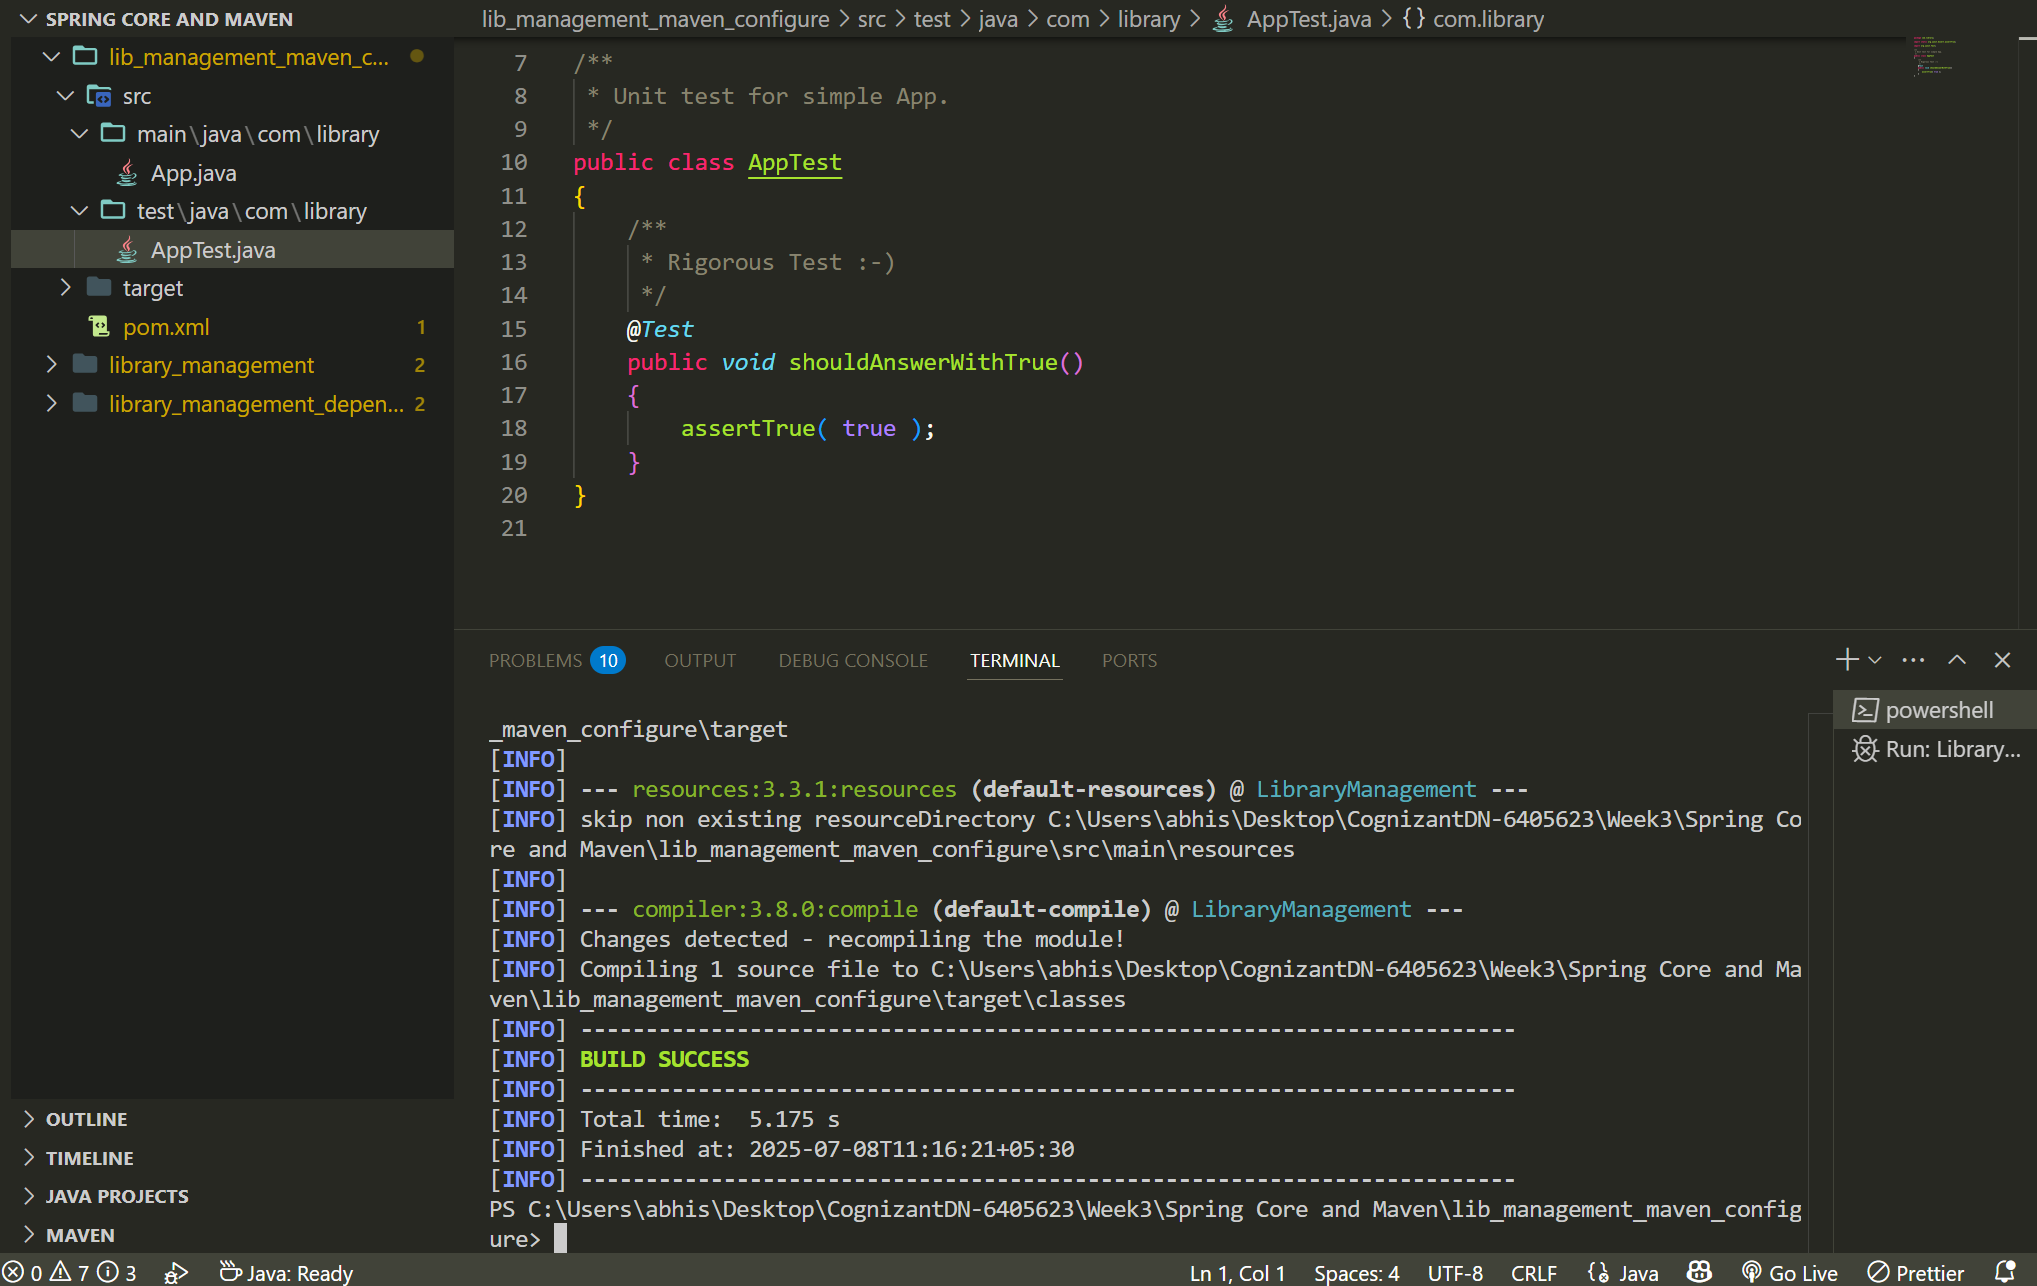 SPRING CORE AND MAVEN
lib_management_maven_c...
src
main\java\com\library
App.java
test\java\com\library
AppTest.java
target
pom.xml 1
library_management 2
library_management_depen... 2
OUTLINE
TIMELINE
JAVA PROJECTS
MAVEN
lib_management_maven_configure > src > test > java > com > library > AppTest.java > {} com.library
7 /**
8 * Unit test for simple App.
9 */
10 public class AppTest
11 {
12 /**
13 * Rigorous Test :-)
14 */
15 @Test
16 public void shouldAnswerWithTrue()
17 {
18 assertTrue( true );
19 }
20 }
21
PROBLEMS 10 OUTPUT DEBUG CONSOLE TERMINAL PORTS
powershell
Run: Library...
_maven_configure\target
[INFO]
[INFO] --- resources:3.3.1:resources (default-resources) @ LibraryManagement ---
[INFO] skip non existing resourceDirectory C:\Users\abhis\Desktop\CognizantDN-6405623\Week3\Spring Co
re and Maven\lib_management_maven_configure\src\main\resources
[INFO]
[INFO] --- compiler:3.8.0:compile (default-compile) @ LibraryManagement ---
[INFO] Changes detected - recompiling the module!
[INFO] Compiling 1 source file to C:\Users\abhis\Desktop\CognizantDN-6405623\Week3\Spring Core and Ma
ven\lib_management_maven_configure\target\classes
[INFO] ------------------------------------------------------------------------
[INFO] BUILD SUCCESS
[INFO] ------------------------------------------------------------------------
[INFO] Total time:  5.175 s
[INFO] Finished at: 2025-07-08T11:16:21+05:30
[INFO] ------------------------------------------------------------------------
PS C:\Users\abhis\Desktop\CognizantDN-6405623\Week3\Spring Core and Maven\lib_management_maven_config
ure>
0 7 3 Java: Ready Ln 1, Col 1 Spaces: 4 UTF-8 CRLF Java Go Live Prettier